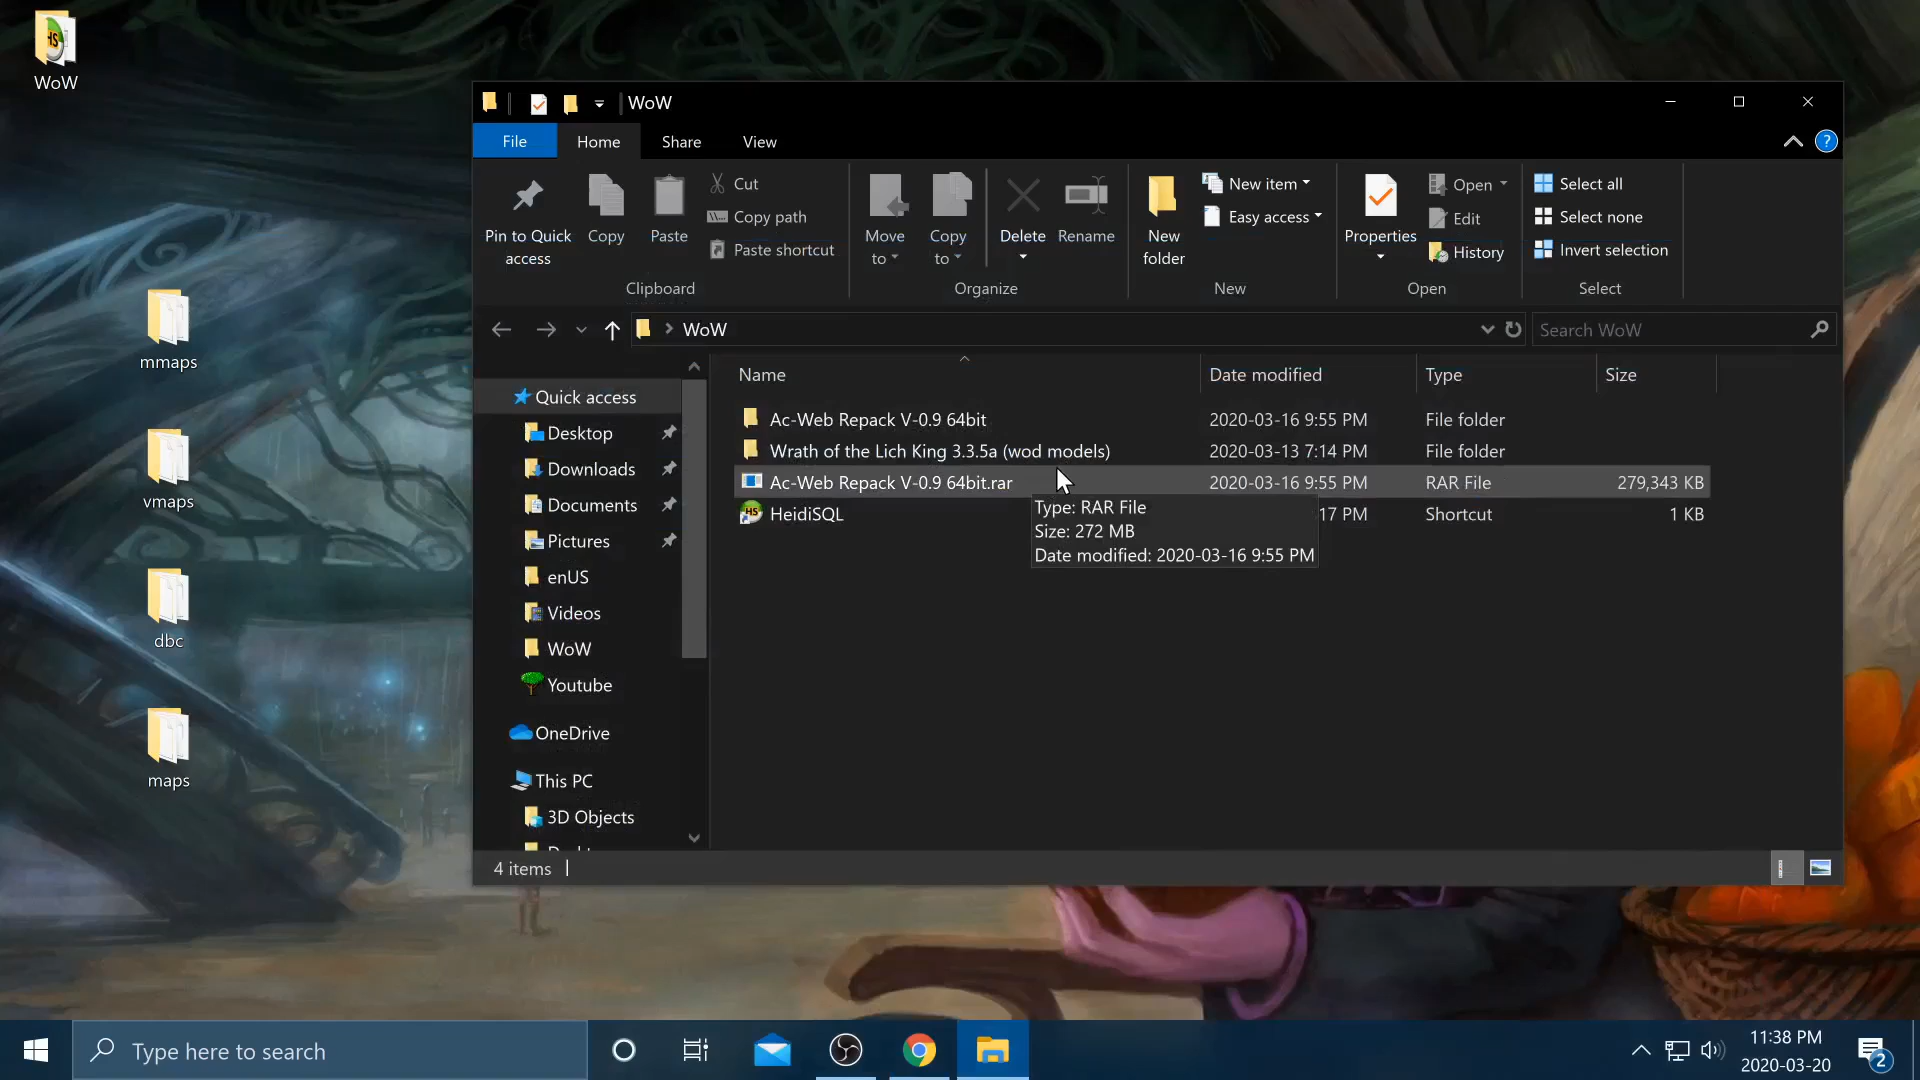 WoW
mmaps
vmaps
dbc
maps
WoW
File
Home
Share
View
?
Pin to Quick access
Copy
Paste
Cut
Copy path
Paste shortcut
Clipboard
Move to
Copy to
Delete
Rename
Organize
New folder
New item
Easy access
New
Properties
Open
Edit
History
Open
Select all
Select none
Invert selection
Select
WoW
Search WoW
Quick access
Desktop
Downloads
Documents
Pictures
enUS
Videos
WoW
Youtube
OneDrive
This PC
3D Objects
Name Date modified Type Size
Ac-Web Repack V-0.9 64bit 2020-03-16 9:55 PM File folder
Wrath of the Lich King 3.3.5a (wod models) 2020-03-13 7:14 PM File folder
Ac-Web Repack V-0.9 64bit.rar 2020-03-16 9:55 PM RAR File 279,343 KB
HeidiSQL 17 PM Shortcut 1 KB
Type: RAR File
Size: 272 MB
Date modified: 2020-03-16 9:55 PM
4 items
Type here to search
11:38 PM
2020-03-20
2